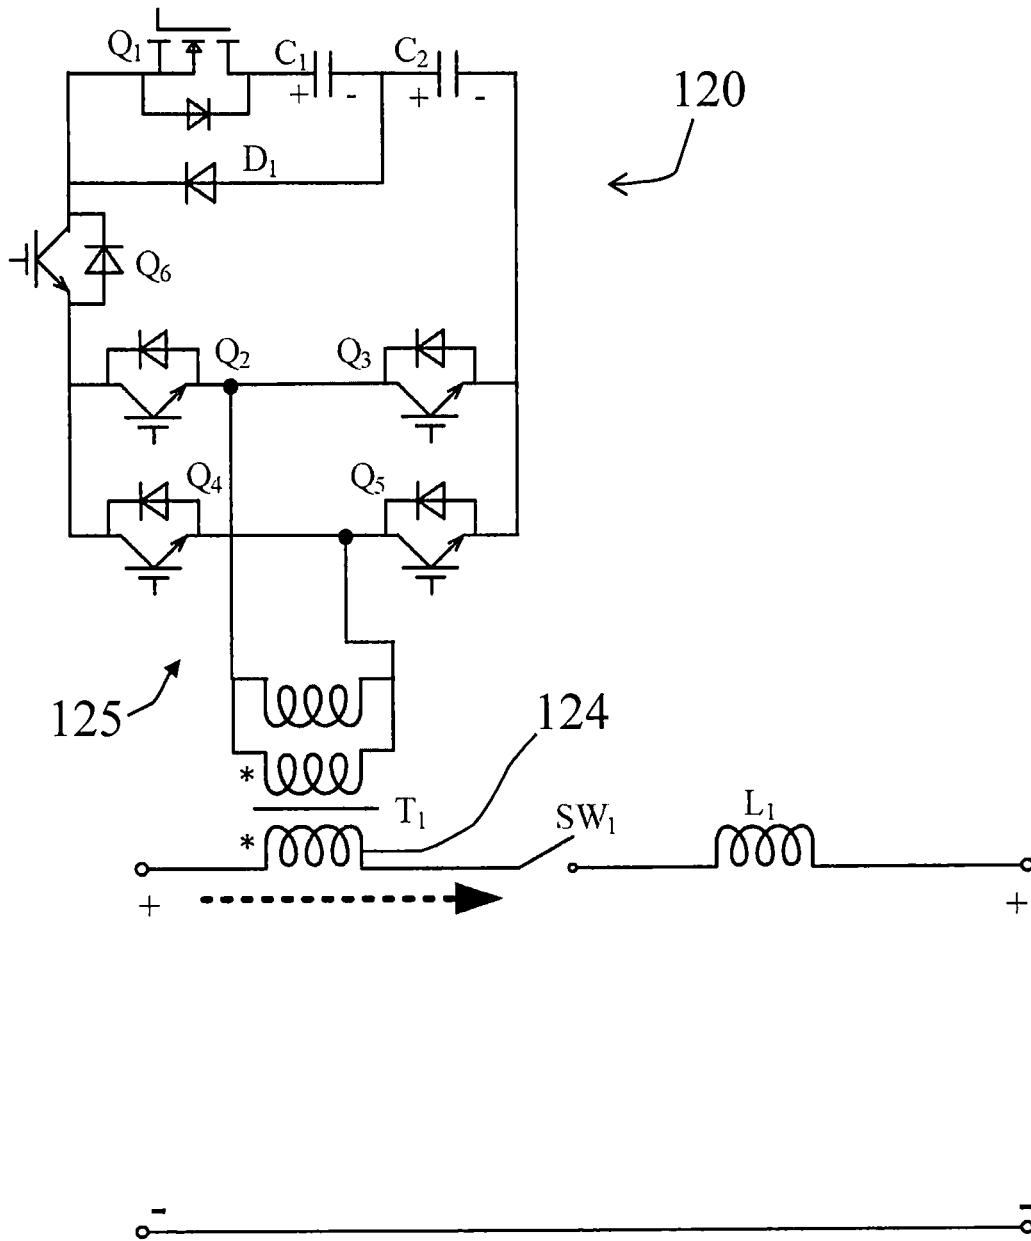 Q1 C1 C2
+ - + -
120
D1
Q6
Q2 Q3
Q4 Q5
125
124
*
T1 SW1 L1
*
+ +
- -